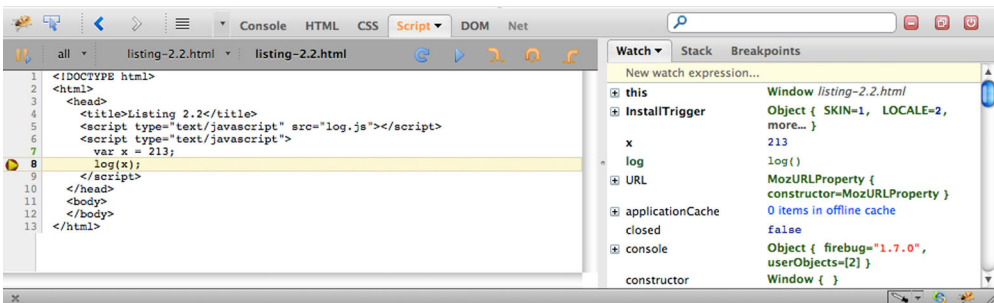 Console HTML CSS Script DOM Net
all listing-2.2.html listing-2.2.html
1 <!DOCTYPE html>
2 <html>
3 <head>
4 <title>Listing 2.2</title>
5 <script type="text/javascript" src="log.js"></script>
6 <script type="text/javascript">
7 var x = 213;
8 log(x);
9 </script>
10 </head>
11 <body>
12 </body>
13 </html>
Watch Stack Breakpoints
New watch expression...
this Window listing-2.2.html
InstallTrigger Object { SKIN=1, LOCALE=2,
more... }
x 213
log log()
URL MozURLProperty {
constructor=MozURLProperty }
applicationCache 0 items in offline cache
closed false
console Object { firebug="1.7.0",
userObjects=[2] }
constructor Window { }